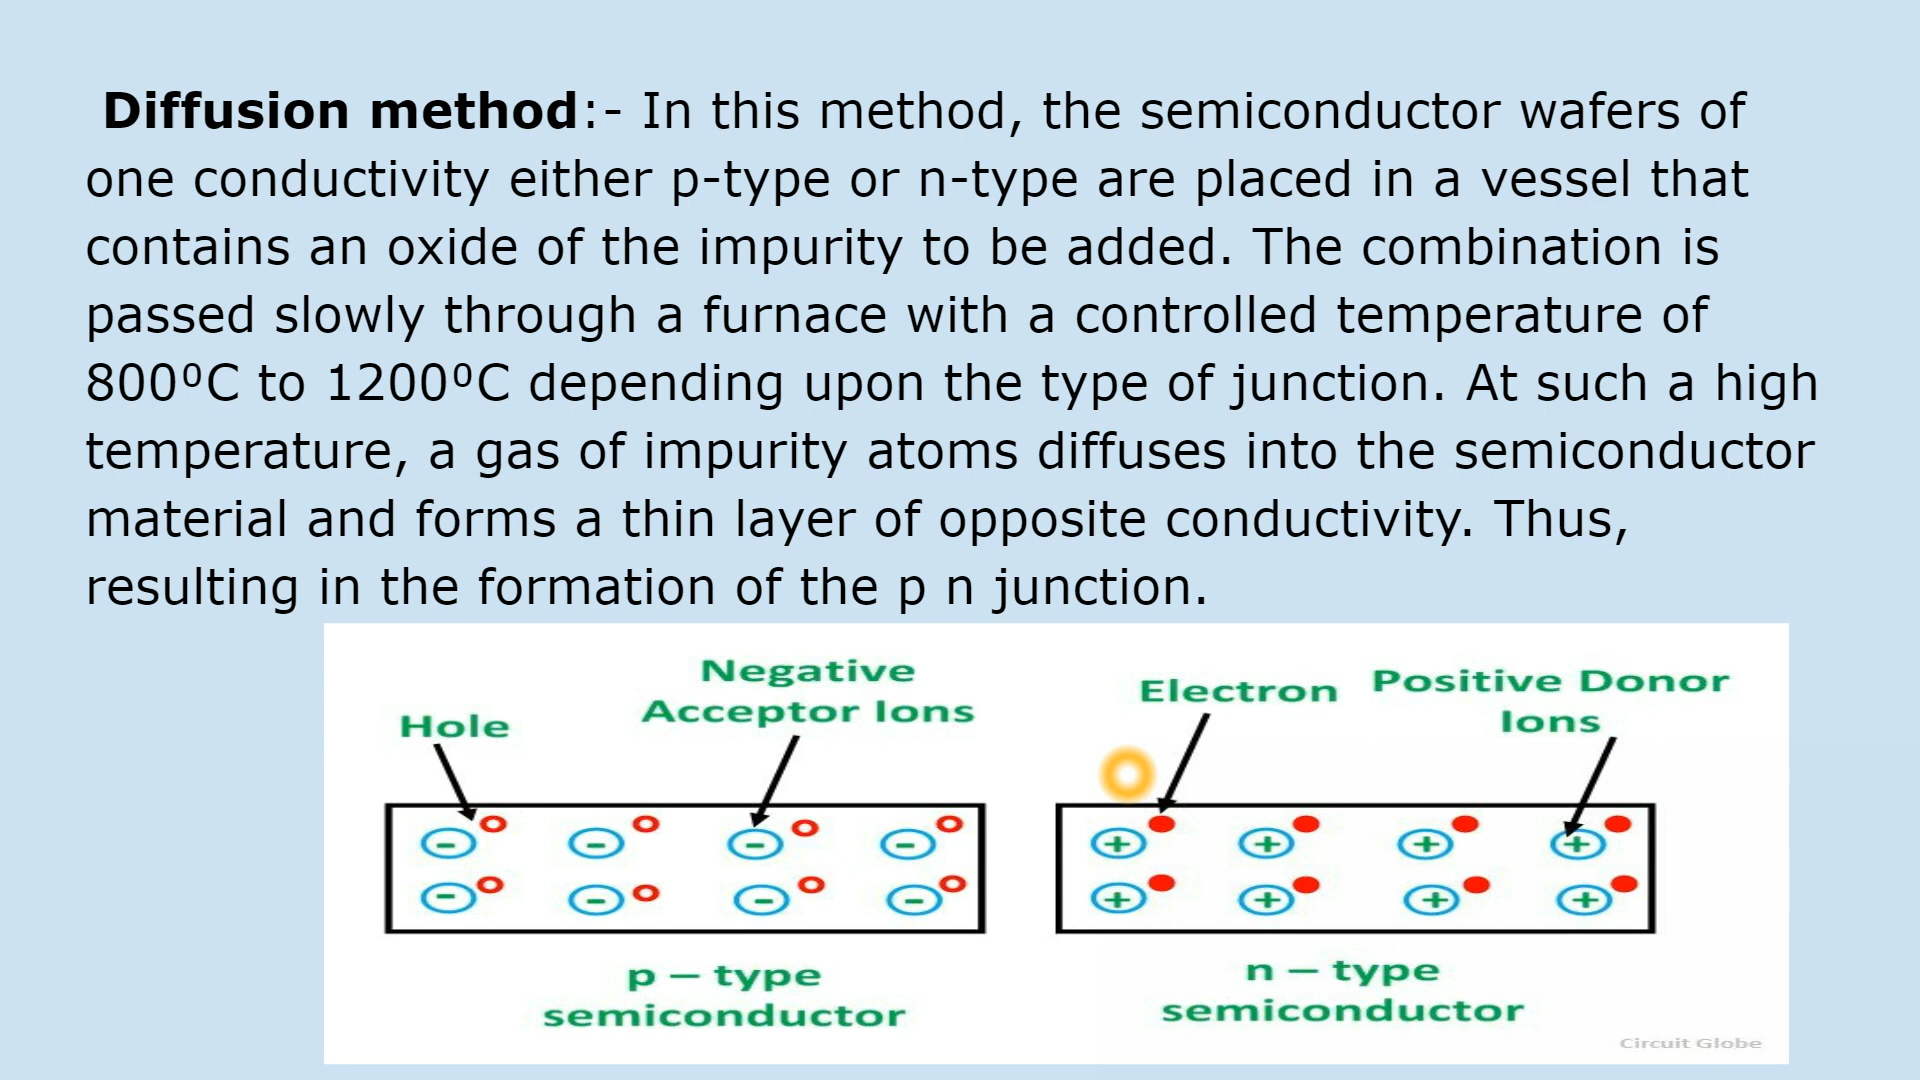 Diffusion method:- In this method, the semiconductor wafers of
one conductivity either p-type or n-type are placed in a vessel that
contains an oxide of the impurity to be added. The combination is
passed slowly through a furnace with a controlled temperature of
800⁰C to 1200⁰C depending upon the type of junction. At such a high
temperature, a gas of impurity atoms diffuses into the semiconductor
material and forms a thin layer of opposite conductivity. Thus,
resulting in the formation of the p n junction.
Hole
Negative
Acceptor Ions
Electron
Positive Donor
Ions
- - - -
- - - -
+ + + +
+ + + +
p – type
semiconductor
n – type
semiconductor
Circuit Globe